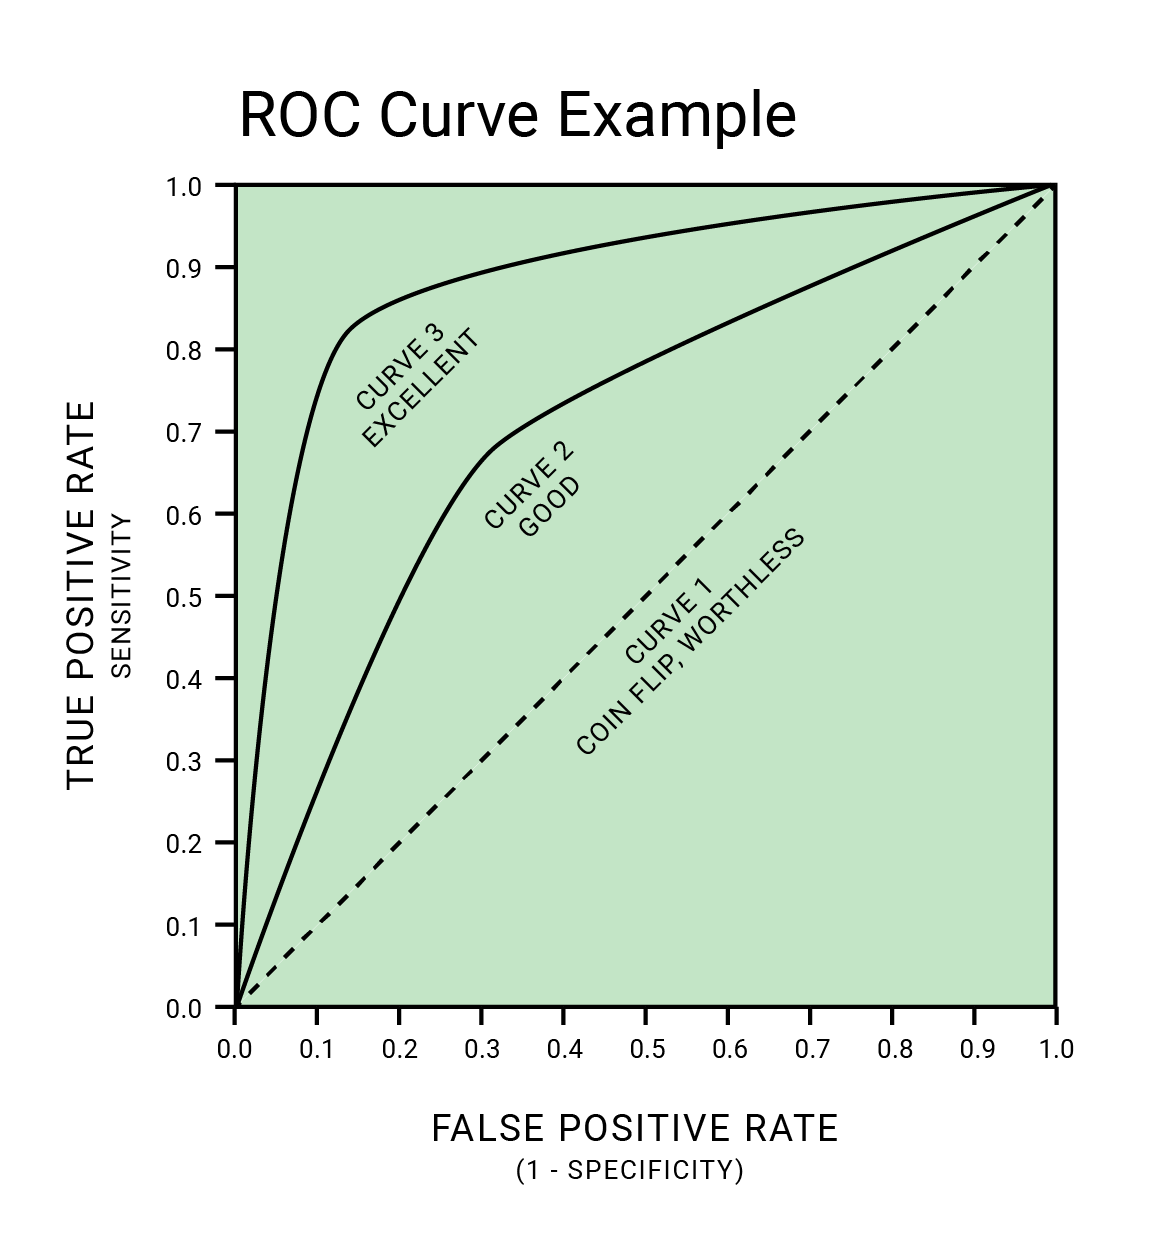 ROC Curve Example
1.0
0.9
0.8
0.7
0.6
0.5
0.4
0.3
0.2
0.1
0.0
TRUE POSITIVE RATE
SENSITIVITY
CURVE 3
EXCELLENT
CURVE 2
GOOD
CURVE 1
COIN FLIP, WORTHLESS
0.0 0.1 0.2 0.3 0.4 0.5 0.6 0.7 0.8 0.9 1.0
FALSE POSITIVE RATE
(1 - SPECIFICITY)